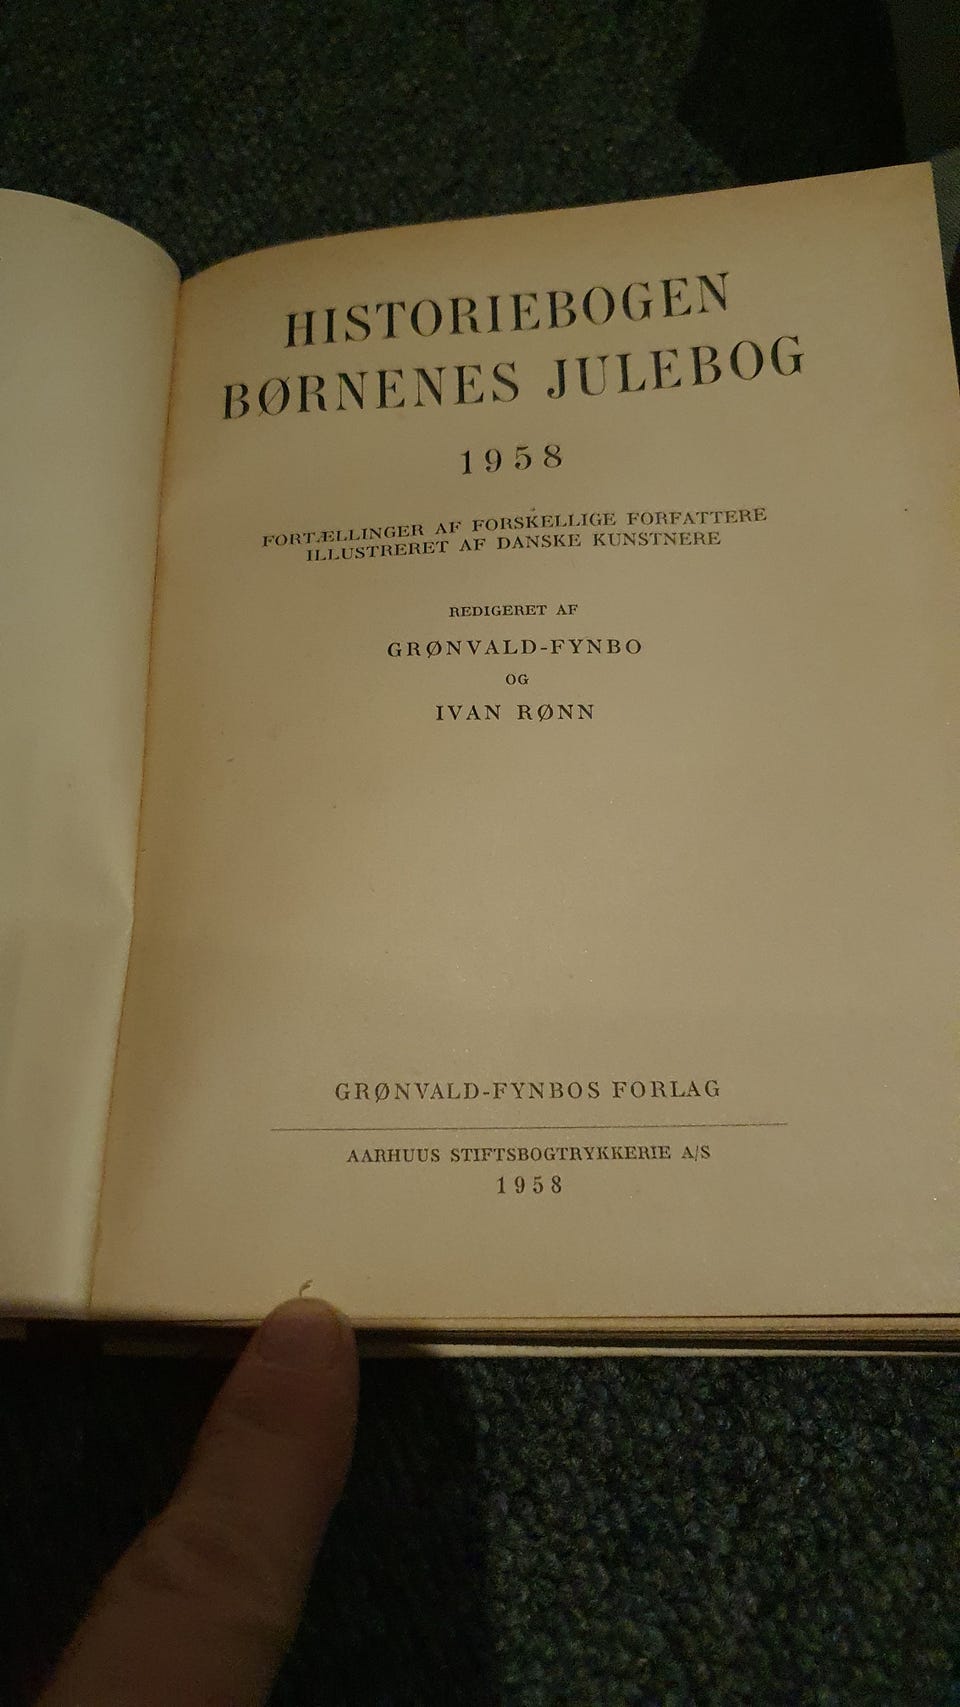 HISTORIEBOGEN
BØRNENES JULEBOG
1958
FORTÆLLINGER AF FORSKELLIGE FORFATTERE
ILLUSTRERET AF DANSKE KUNSTNERE
REDIGERET AF
GRØNVALD-FYNBO
OG
IVAN RØNN
GRØNVALD-FYNBOS FORLAG
AARHUUS STIFTSBOGTRYKKERIE A/S
1958